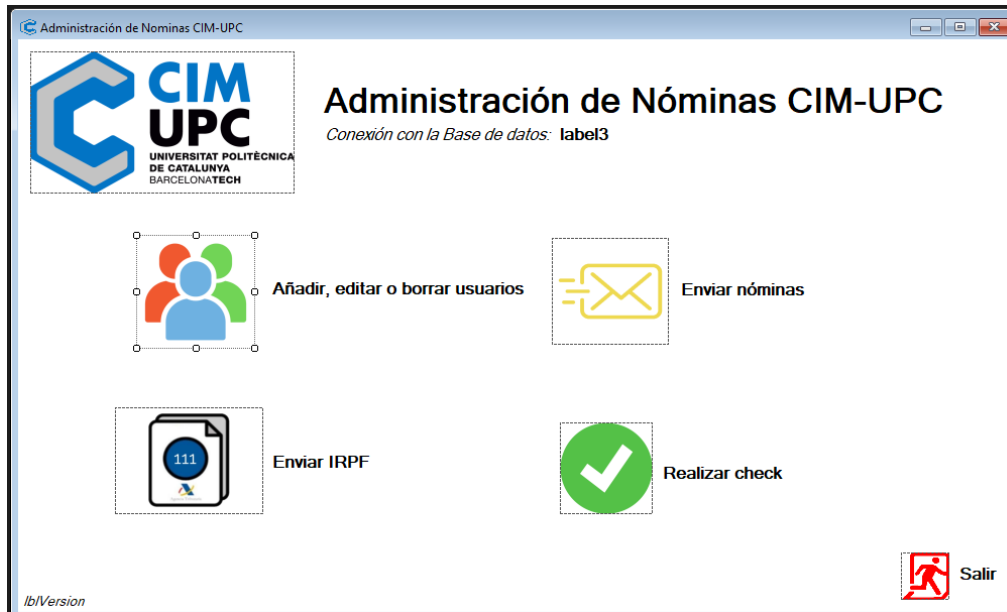 Administración de Nominas CIM-UPC
CIM
UPC
UNIVERSITAT POLITÈCNICA
DE CATALUNYA
BARCELONATECH
Administración de Nóminas CIM-UPC
Conexión con la Base de datos: label3
Añadir, editar o borrar usuarios
Enviar nóminas
111
Enviar IRPF
Realizar check
Salir
lblVersion